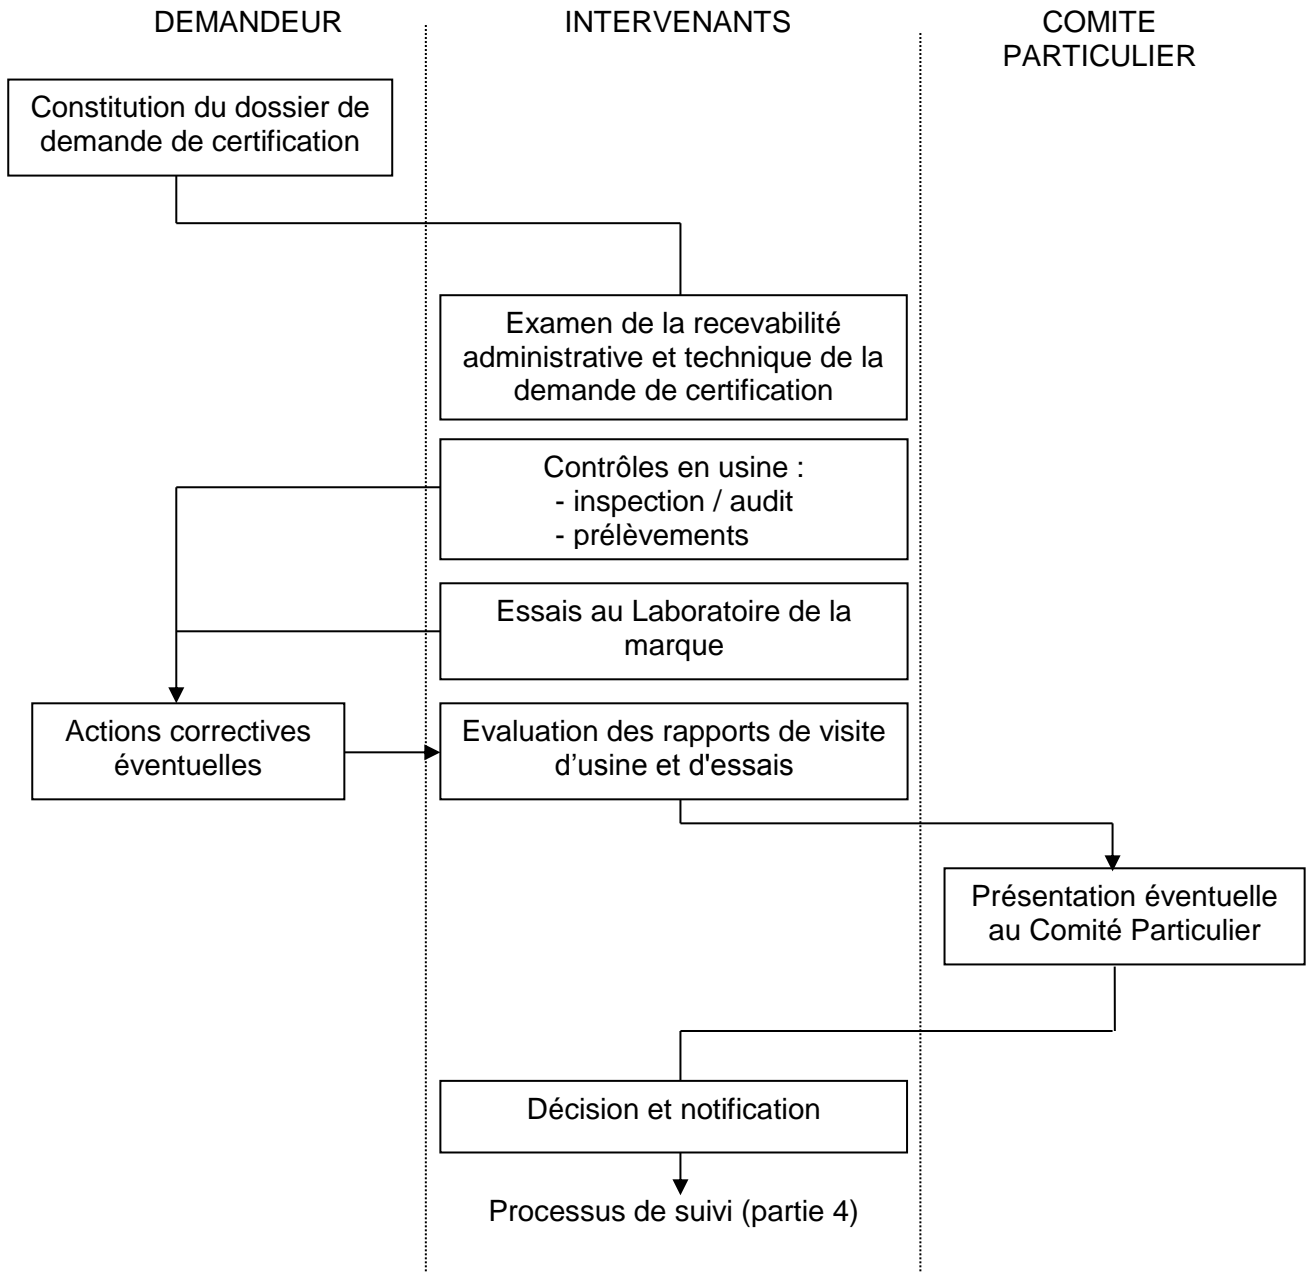 DEMANDEUR
INTERVENANTS
COMITE
PARTICULIER
Constitution du dossier de
demande de certification
Examen de la recevabilité
administrative et technique de la
demande de certification
Contrôles en usine :
- inspection / audit
- prélèvements
Essais au Laboratoire de la
marque
Actions correctives
éventuelles
Evaluation des rapports de visite
d’usine et d'essais
Présentation éventuelle
au Comité Particulier
Décision et notification
Processus de suivi (partie 4)